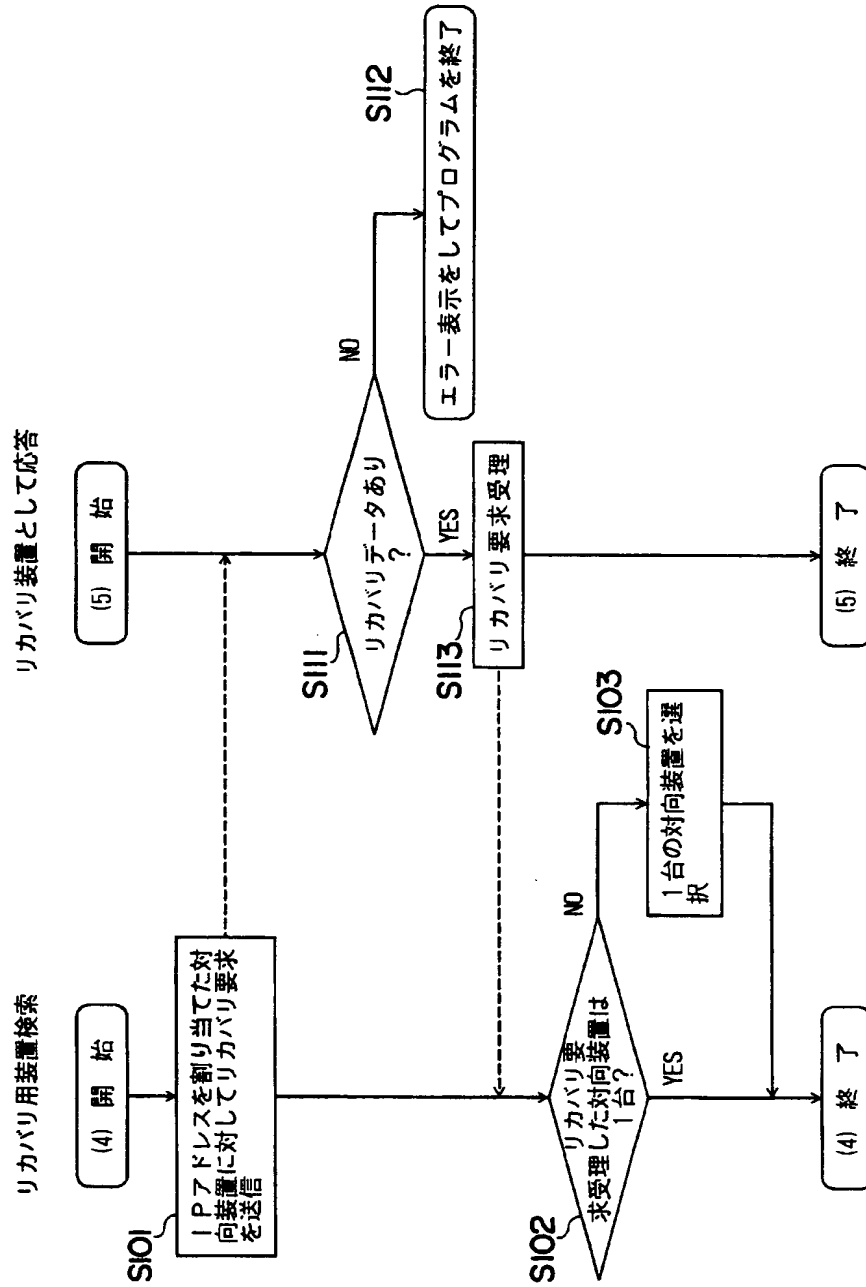 リカバリ用装置検索
(4) 開 始
S101
IPアドレスを割り当てた対
向装置に対してリカバリ要求
を送信
S102
リカバリ要
求受理した対向装置は
1台?
NO
YES
S103
1台の対向装置を選
択
(4) 終 了
リカバリ装置として応答
(5) 開 始
S111
リカバリデータあり
?
NO
YES
S112
エラー表示をしてプログラムを終了
S113
リカバリ要求受理
(5) 終 了